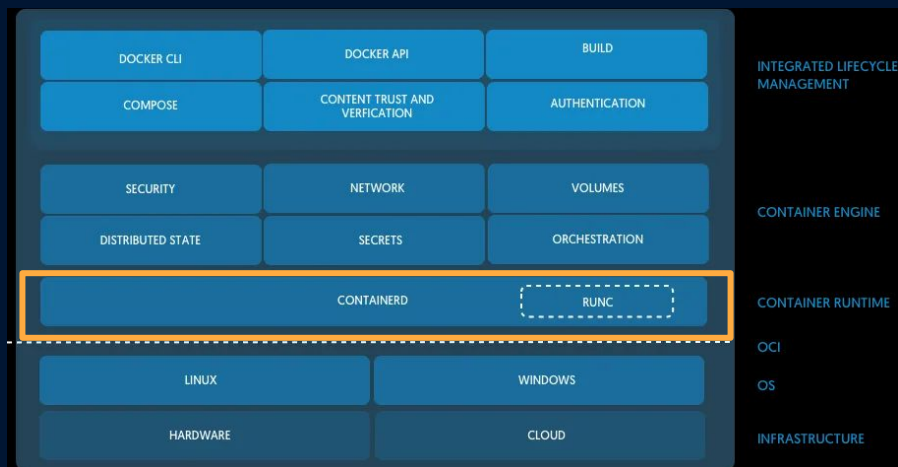 DOCKER CLI
DOCKER API
BUILD
COMPOSE
CONTENT TRUST AND
VERFICATION
AUTHENTICATION
INTEGRATED LIFECYCLE
MANAGEMENT
SECURITY
NETWORK
VOLUMES
DISTRIBUTED STATE
SECRETS
ORCHESTRATION
CONTAINER ENGINE
CONTAINERD
RUNC
CONTAINER RUNTIME
OCI
LINUX
WINDOWS
OS
HARDWARE
CLOUD
INFRASTRUCTURE